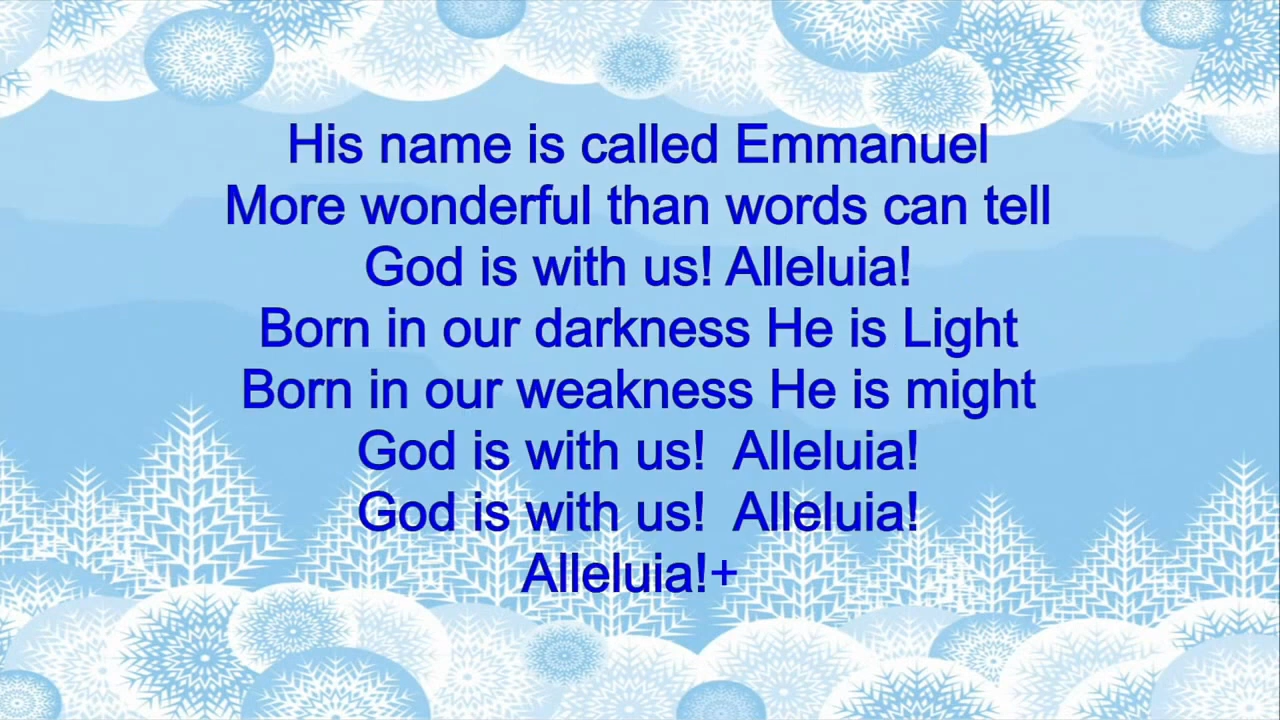 His name is called Emmanuel
More wonderful than words can tell
God is with us! Alleluia!
Born in our darkness He is Light
Born in our weakness He is might
God is with us!  Alleluia!
God is with us!  Alleluia!
Alleluia!+